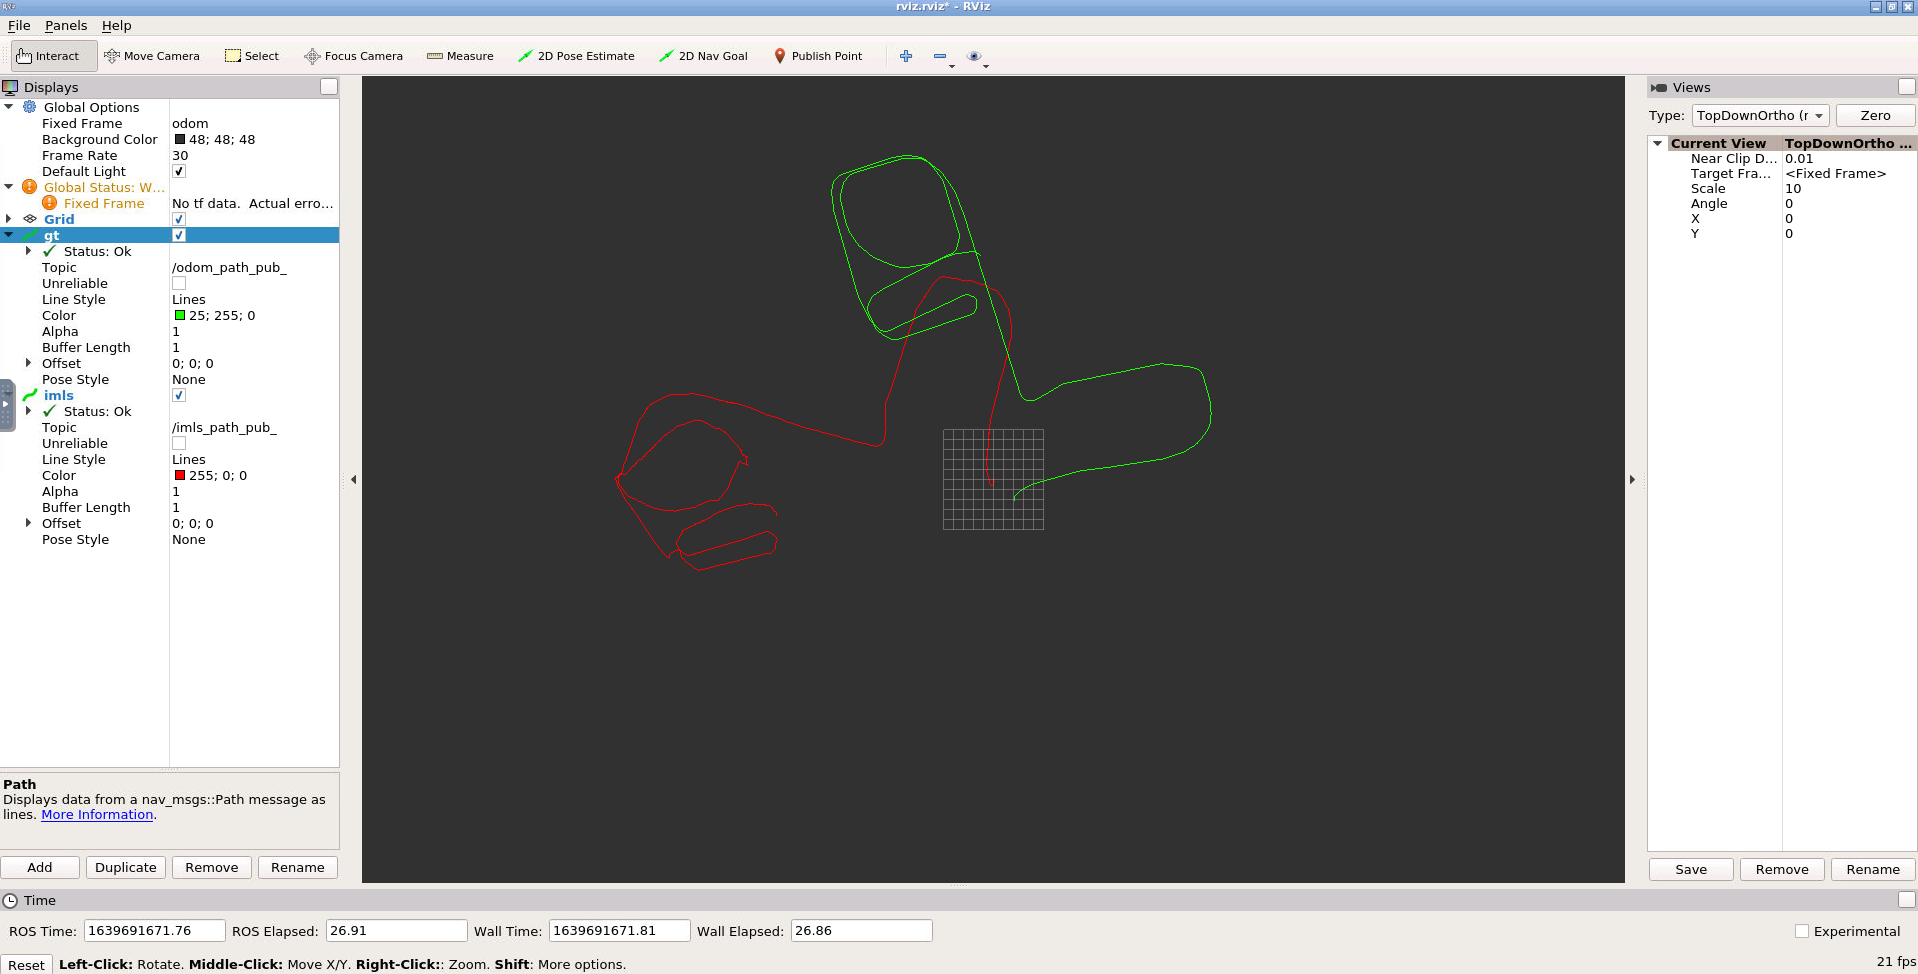 rviz.rviz* - RViz
File Panels Help
Interact Move Camera Select Focus Camera Measure 2D Pose Estimate 2D Nav Goal Publish Point
Displays
Global Options
Fixed Frame odom
Background Color 48; 48; 48
Frame Rate 30
Default Light
Global Status: W...
Fixed Frame No tf data.  Actual erro...
Grid
gt
Status: Ok
Topic /odom_path_pub_
Unreliable
Line Style Lines
Color 25; 255; 0
Alpha 1
Buffer Length 1
Offset 0; 0; 0
Pose Style None
imls
Status: Ok
Topic /imls_path_pub_
Unreliable
Line Style Lines
Color 255; 0; 0
Alpha 1
Buffer Length 1
Offset 0; 0; 0
Pose Style None
Path
Displays data from a nav_msgs::Path message as
lines. More Information.
Add Duplicate Remove Rename
Views
Type: TopDownOrtho (r Zero
Current View TopDownOrtho ...
Near Clip D... 0.01
Target Fra... <Fixed Frame>
Scale 10
Angle 0
X 0
Y 0
Save Remove Rename
Time
ROS Time: 1639691671.76 ROS Elapsed: 26.91 Wall Time: 1639691671.81 Wall Elapsed: 26.86 Experimental
Reset Left-Click: Rotate. Middle-Click: Move X/Y. Right-Click:: Zoom. Shift: More options. 21 fps